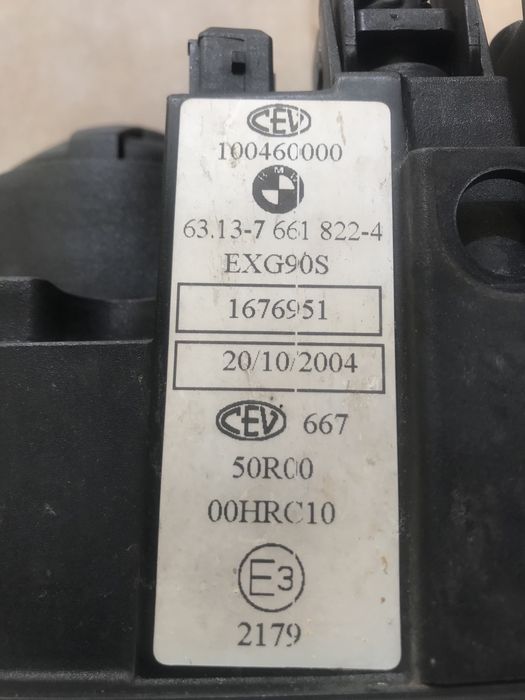 CEV
100460000
BMW
63.13-7 661 822-4
EXG90S
1676951
20/10/2004
CEV 667
50R00
00HRC10
E3
2179